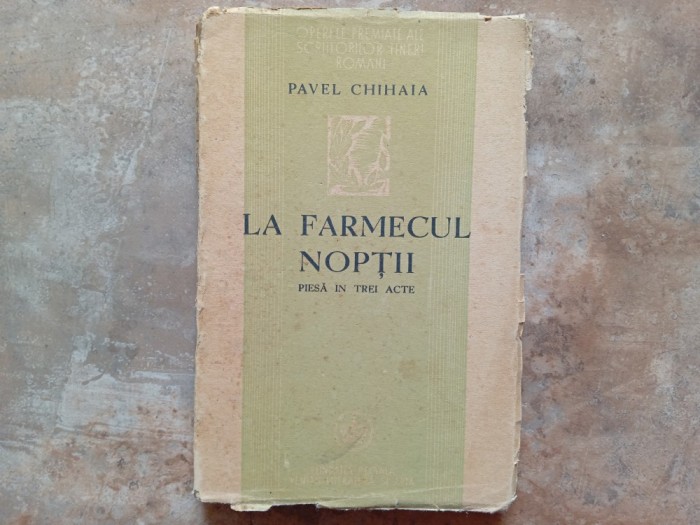 OPERELE PREMIATE ALE
SCRIITORILOR TINERI
ROMÂNI
PAVEL CHIHAIA
LA FARMECUL
NOPȚII
PIESĂ IN TREI ACTE